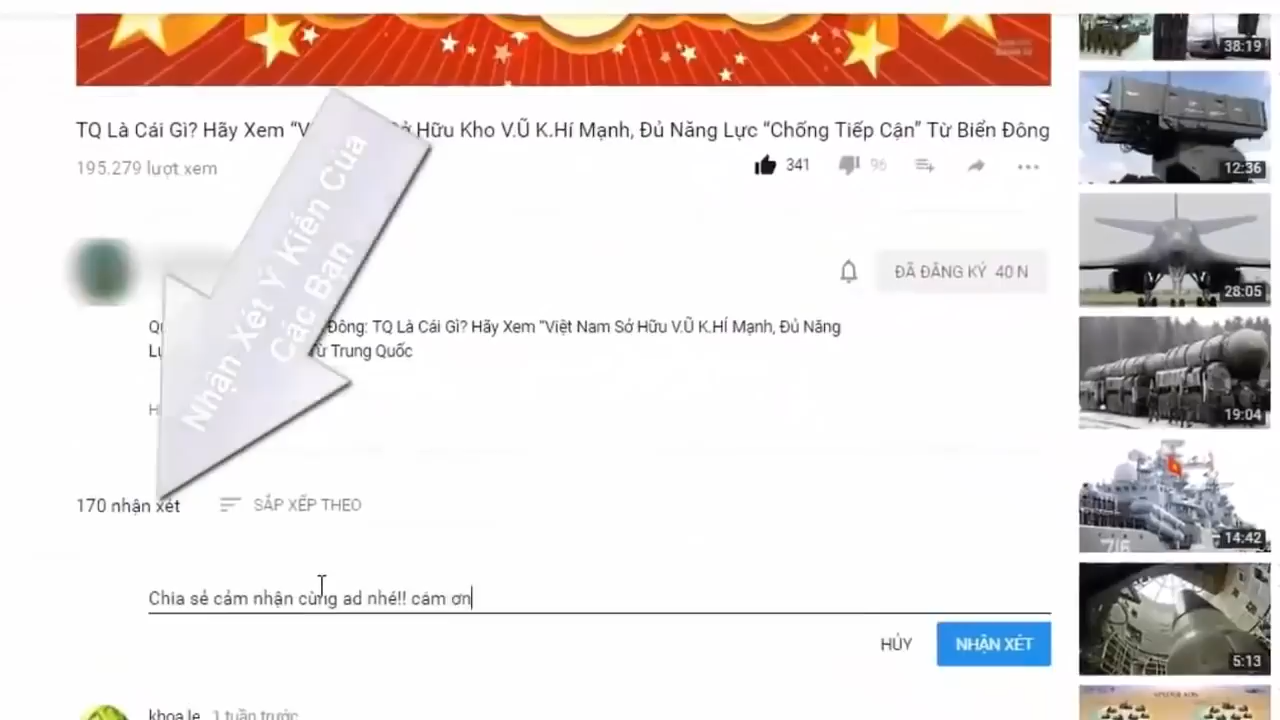 38:19
TQ Là Cái Gì? Hãy Xem “V ở Hữu Kho V.Ũ K.Hí Mạnh, Đủ Năng Lực “Chống Tiếp Cận” Từ Biển Đông
195.279 lượt xem
341
96
12:36
Nhận Xét Ý Kiến Của
Các Bạn
ĐÃ ĐĂNG KÝ 40 N
28:05
Đông: TQ Là Cái Gì? Hãy Xem "Việt Nam Sở Hữu V.Ũ K.HÍ Mạnh, Đủ Năng
Từ Trung Quốc
19:04
170 nhận xét
SẮP XẾP THEO
716
14:42
Chia sẻ cảm nhận cùng ad nhé!! cám ơn
HỦY
NHẬN XÉT
5:13
khoa le 1 tuần trước